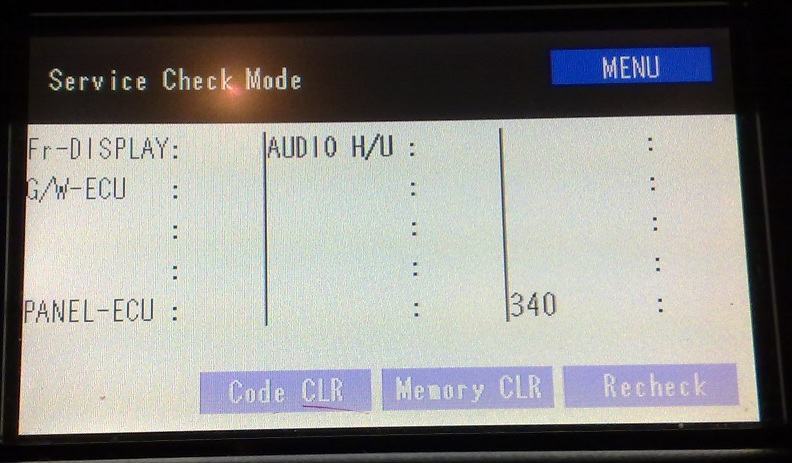 Service Check Mode
MENU
Fr-DISPLAY: AUDIO H/U : :
G/W-ECU : : :
: : :
: : :
PANEL-ECU : : 340 :
Code CLR Memory CLR Recheck